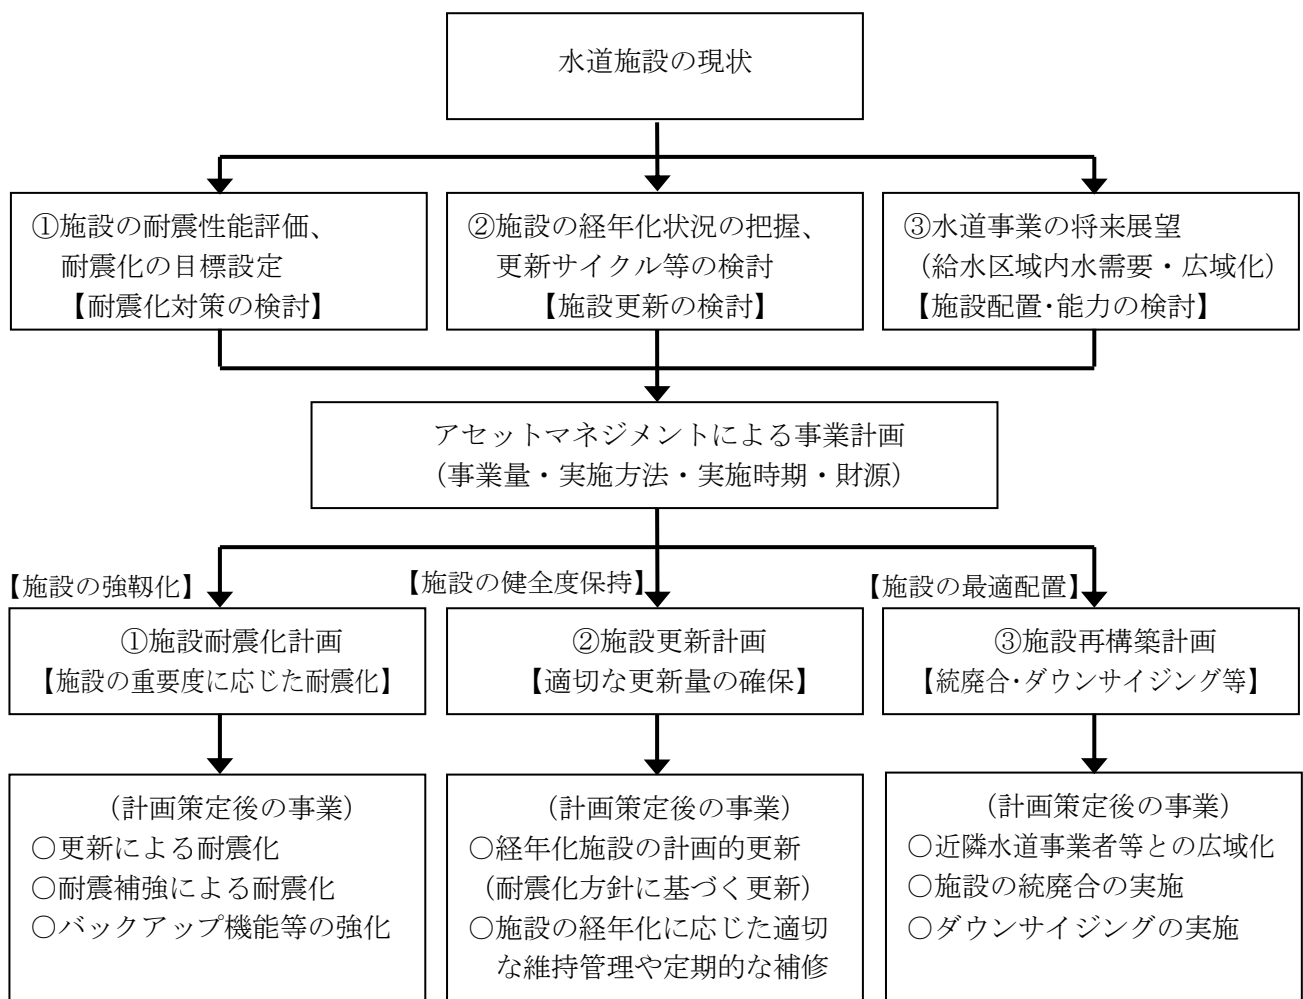 水道施設の現状
①施設の耐震性能評価、
耐震化の目標設定
【耐震化対策の検討】
②施設の経年化状況の把握、
更新サイクル等の検討
【施設更新の検討】
③水道事業の将来展望
（給水区域内水需要・広域化）
【施設配置・能力の検討】
アセットマネジメントによる事業計画
（事業量・実施方法・実施時期・財源）
【施設の強靱化】
【施設の健全度保持】
【施設の最適配置】
①施設耐震化計画
【施設の重要度に応じた耐震化】
②施設更新計画
【適切な更新量の確保】
③施設再構築計画
【統廃合・ダウンサイジング等】
（計画策定後の事業）
○更新による耐震化
○耐震補強による耐震化
○バックアップ機能等の強化
（計画策定後の事業）
○経年化施設の計画的更新
（耐震化方針に基づく更新）
○施設の経年化に応じた適切
な維持管理や定期的な補修
（計画策定後の事業）
○近隣水道事業者等との広域化
○施設の統廃合の実施
○ダウンサイジングの実施